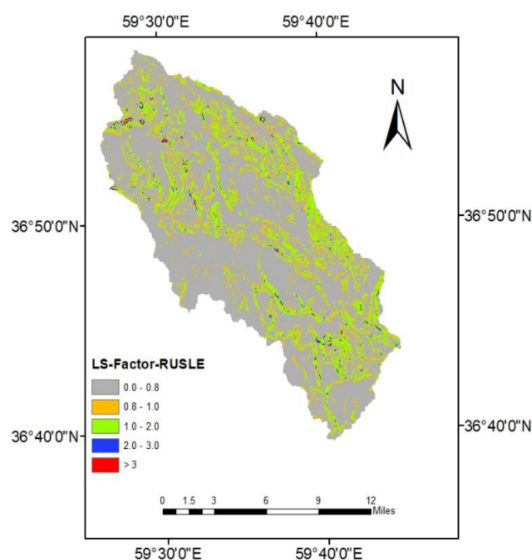 59°30'0"E 59°40'0"E
N
36°50'0"N 36°50'0"N
LS-Factor-RUSLE
0.0 - 0.8
0.8 - 1.0
1.0 - 2.0
2.0 - 3.0
> 3
36°40'0"N 36°40'0"N
0 1.5 3 6 9 12
Miles
59°30'0"E 59°40'0"E